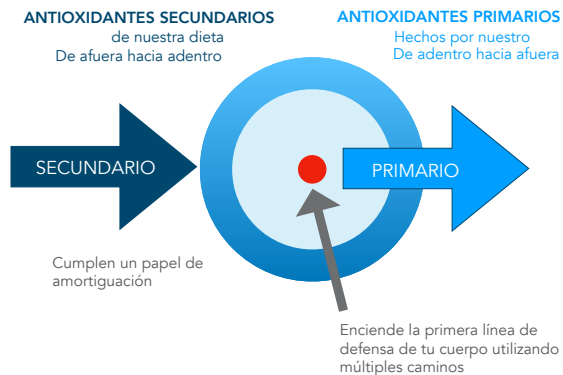 ANTIOXIDANTES SECUNDARIOS
de nuestra dieta
De afuera hacia adentro
ANTIOXIDANTES PRIMARIOS
Hechos por nuestro
De adentro hacia afuera
SECUNDARIO
PRIMARIO
Cumplen un papel de
amortiguación
Enciende la primera línea de
defensa de tu cuerpo utilizando
múltiples caminos